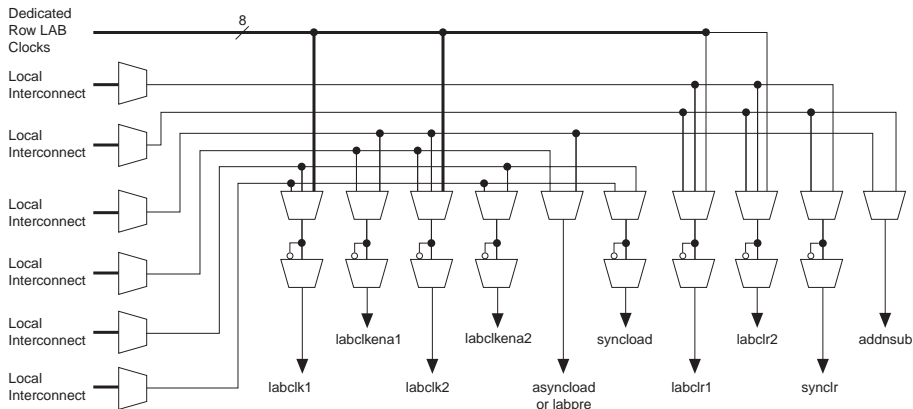 Dedicated
Row LAB
Clocks
8
Local
Interconnect
Local
Interconnect
Local
Interconnect
Local
Interconnect
Local
Interconnect
Local
Interconnect
labclkena1
labclkena2
syncload
labclr2
addnsub
labclk1
labclk2
asyncload
or labpre
labclr1
synclr